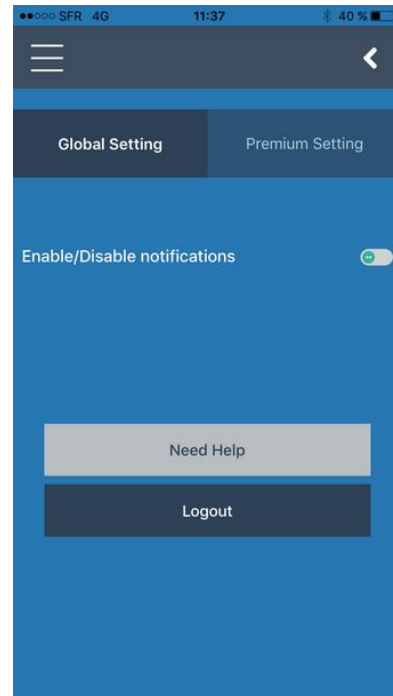 SFR 4G 11:37 40 %
Global Setting Premium Setting
Enable/Disable notifications
Need Help
Logout